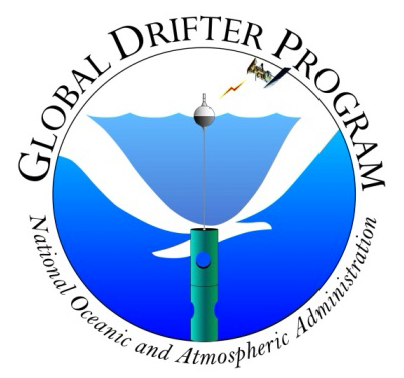 GLOBAL DRIFTER PROGRAM
National Oceanic and Atmospheric Administration